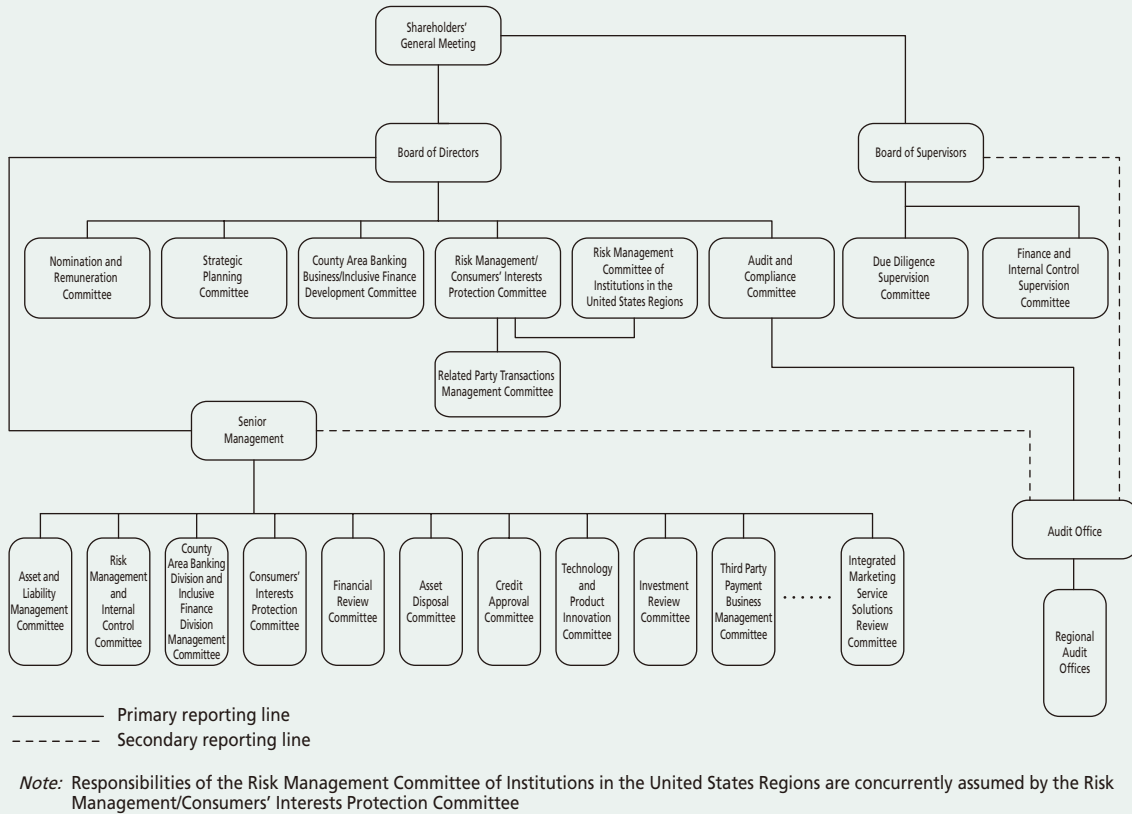 Shareholders'
General Meeting
Board of Directors
Board of Supervisors
Nomination and
Remuneration
Committee
Strategic
Planning
Committee
County Area Banking
Business/Inclusive Finance
Development Committee
Risk Management/
Consumers' Interests
Protection Committee
Risk Management
Committee of
Institutions in the
United States Regions
Audit and
Compliance
Committee
Due Diligence
Supervision
Committee
Finance and
Internal Control
Supervision
Committee
Related Party Transactions
Management Committee
Senior
Management
Audit Office
Asset and
Liability
Management
Committee
Risk
Management
and
Internal
Control
Committee
County
Area Banking
Division and
Inclusive
Finance
Division
Management
Committee
Consumers'
Interests
Protection
Committee
Financial
Review
Committee
Asset
Disposal
Committee
Credit
Approval
Committee
Technology
and
Product
Innovation
Committee
Investment
Review
Committee
Third Party
Payment
Business
Management
Committee
......
Integrated
Marketing
Service
Solutions
Review
Committee
Regional
Audit
Offices
Primary reporting line
Secondary reporting line
Note: Responsibilities of the Risk Management Committee of Institutions in the United States Regions are concurrently assumed by the Risk
Management/Consumers' Interests Protection Committee